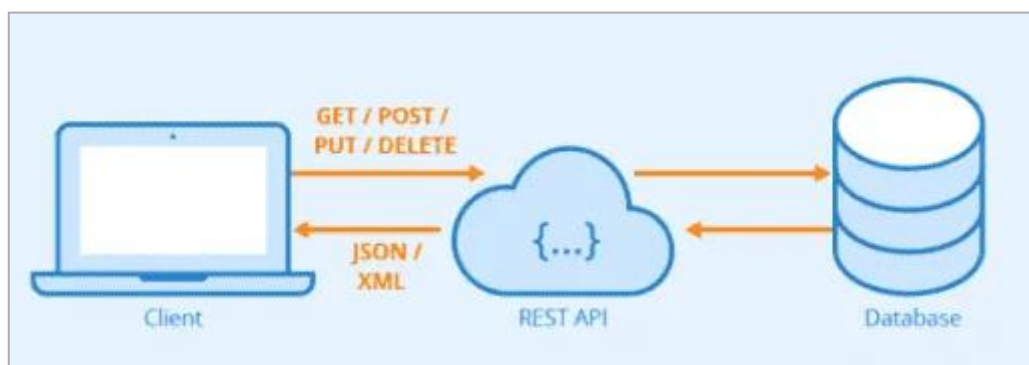 GET / POST /
PUT / DELETE
JSON /
XML
{...}
Client
REST API
Database